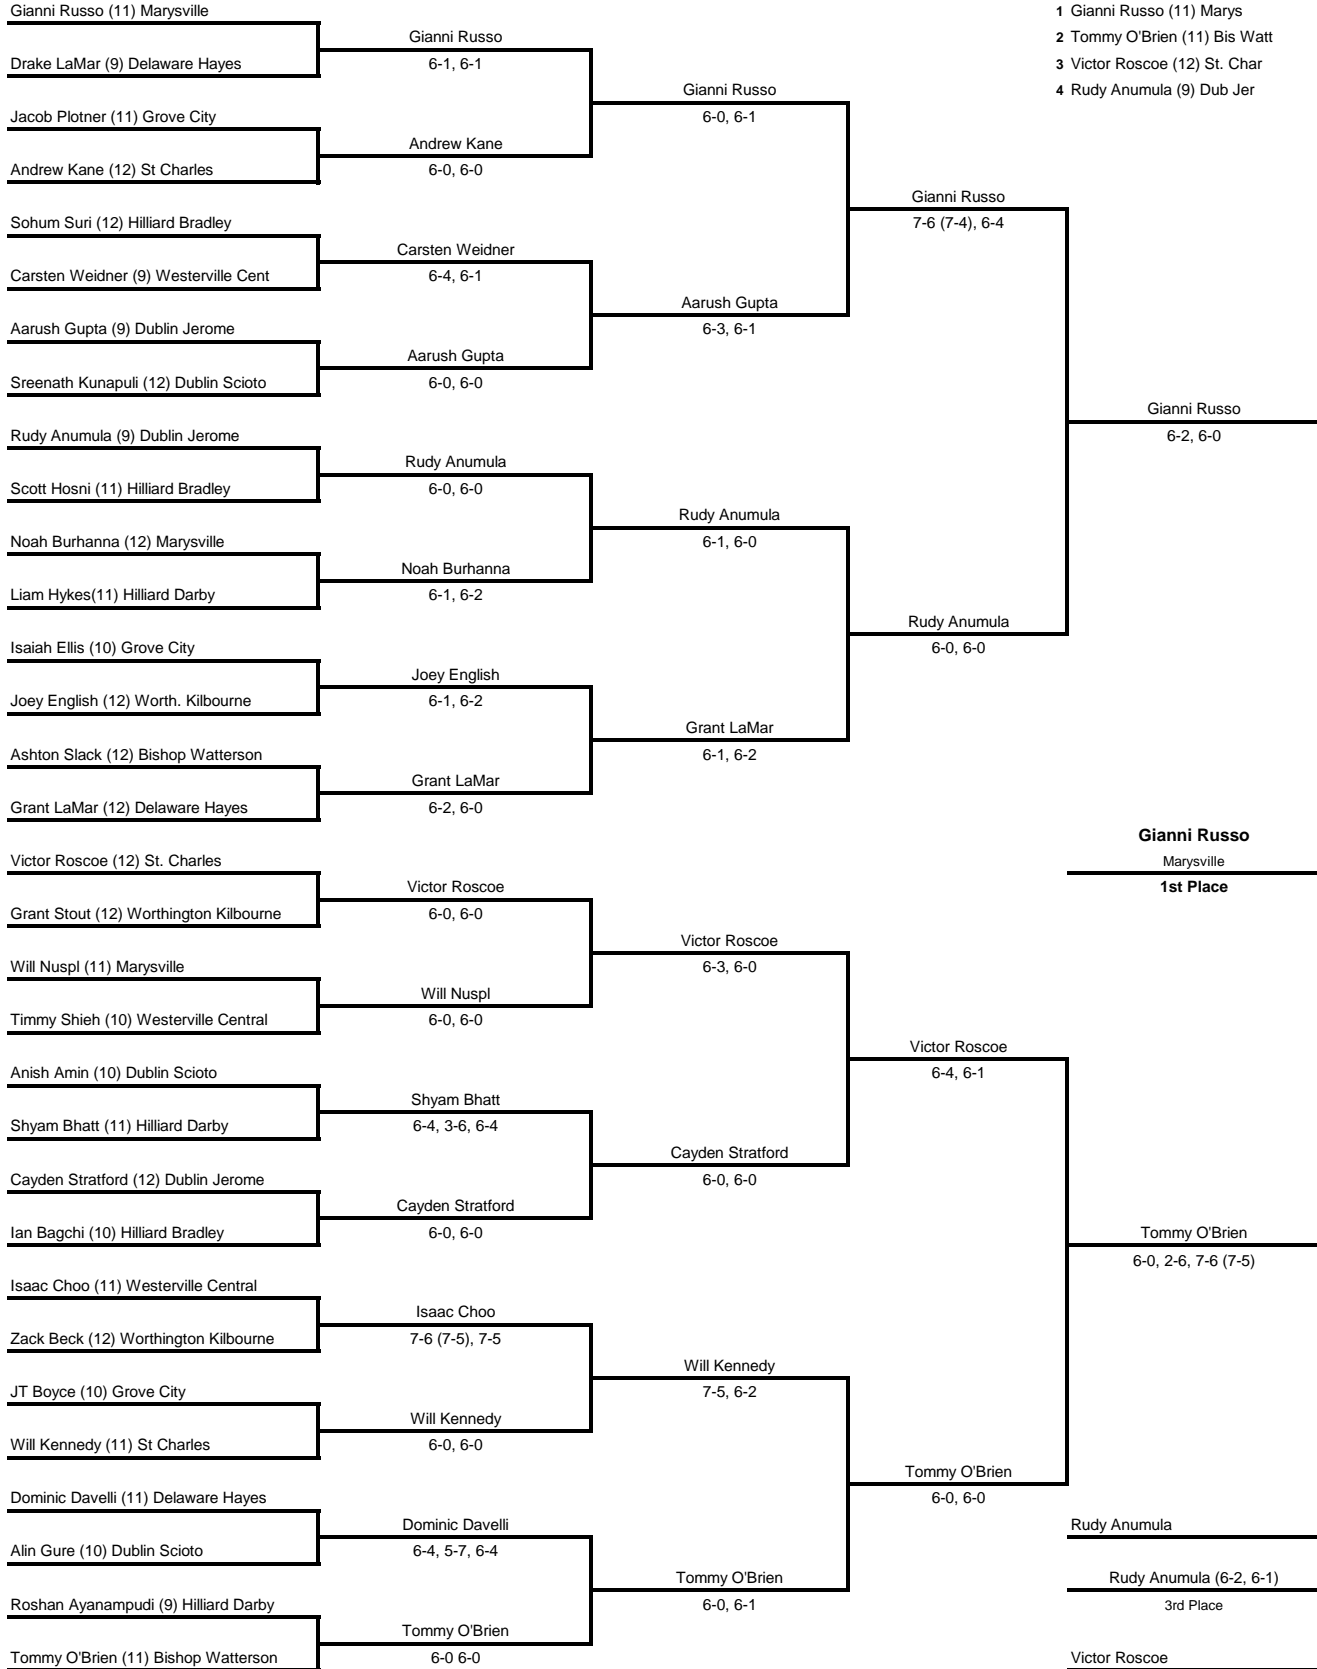 Gianni Russo (11) Marysville
Drake LaMar (9) Delaware Hayes
Jacob Plotner (11) Grove City
Andrew Kane (12) St Charles
Sohum Suri (12) Hilliard Bradley
Carsten Weidner (9) Westerville Cent
Aarush Gupta (9) Dublin Jerome
Sreenath Kunapuli (12) Dublin Scioto
Rudy Anumula (9) Dublin Jerome
Scott Hosni (11) Hilliard Bradley
Noah Burhanna (12) Marysville
Liam Hykes(11) Hilliard Darby
Isaiah Ellis (10) Grove City
Joey English (12) Worth. Kilbourne
Ashton Slack (12) Bishop Watterson
Grant LaMar (12) Delaware Hayes
Victor Roscoe (12) St. Charles
Grant Stout (12) Worthington Kilbourne
Will Nuspl (11) Marysville
Timmy Shieh (10) Westerville Central
Anish Amin (10) Dublin Scioto
Shyam Bhatt (11) Hilliard Darby
Cayden Stratford (12) Dublin Jerome
Ian Bagchi (10) Hilliard Bradley
Isaac Choo (11) Westerville Central
Zack Beck (12) Worthington Kilbourne
JT Boyce (10) Grove City
Will Kennedy (11) St Charles
Dominic Davelli (11) Delaware Hayes
Alin Gure (10) Dublin Scioto
Roshan Ayanampudi (9) Hilliard Darby
Tommy O'Brien (11) Bishop Watterson
Gianni Russo
6-1, 6-1
Andrew Kane
6-0, 6-0
Carsten Weidner
6-4, 6-1
Aarush Gupta
6-0, 6-0
Rudy Anumula
6-0, 6-0
Noah Burhanna
6-1, 6-2
Joey English
6-1, 6-2
Grant LaMar
6-2, 6-0
Victor Roscoe
6-0, 6-0
Will Nuspl
6-0, 6-0
Shyam Bhatt
6-4, 3-6, 6-4
Cayden Stratford
6-0, 6-0
Isaac Choo
7-6 (7-5), 7-5
Will Kennedy
6-0, 6-0
Dominic Davelli
6-4, 5-7, 6-4
Tommy O'Brien
6-0 6-0
Gianni Russo
6-0, 6-1
Aarush Gupta
6-3, 6-1
Rudy Anumula
6-1, 6-0
Grant LaMar
6-1, 6-2
Victor Roscoe
6-3, 6-0
Cayden Stratford
6-0, 6-0
Will Kennedy
7-5, 6-2
Tommy O'Brien
6-0, 6-1
Gianni Russo
7-6 (7-4), 6-4
Rudy Anumula
6-0, 6-0
Victor Roscoe
6-4, 6-1
Tommy O'Brien
6-0, 6-0
1 Gianni Russo (11) Marys
2 Tommy O'Brien (11) Bis Watt
3 Victor Roscoe (12) St. Char
4 Rudy Anumula (9) Dub Jer
Gianni Russo
6-2, 6-0
Gianni Russo
Marysville
1st Place
Tommy O'Brien
6-0, 2-6, 7-6 (7-5)
Rudy Anumula
Rudy Anumula (6-2, 6-1)
3rd Place
Victor Roscoe